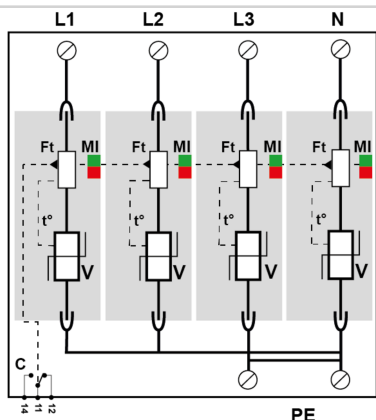 L1 L2 L3 N
Ft MI Ft MI Ft MI Ft MI
t° t° t° t°
V V V V
C
14 11 12
PE